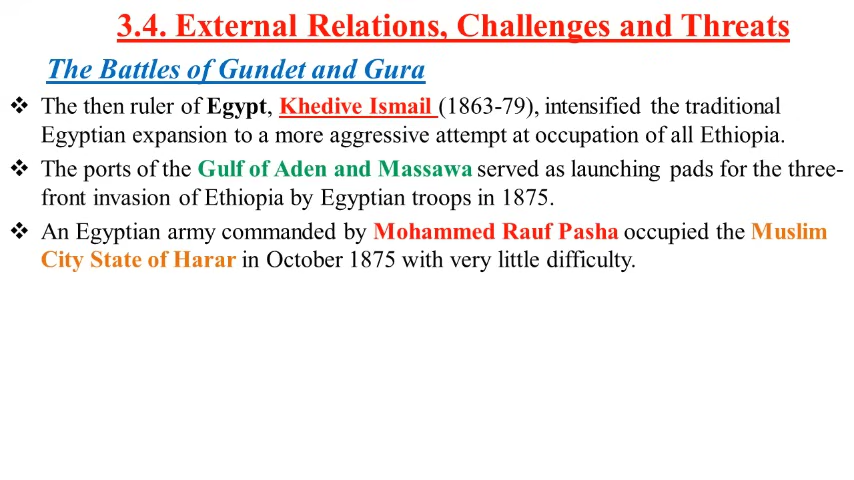 3.4. External Relations, Challenges and Threats
The Battles of Gundet and Gura
❖ The then ruler of Egypt, Khedive Ismail (1863-79), intensified the traditional
Egyptian expansion to a more aggressive attempt at occupation of all Ethiopia.
❖ The ports of the Gulf of Aden and Massawa served as launching pads for the three-
front invasion of Ethiopia by Egyptian troops in 1875.
❖ An Egyptian army commanded by Mohammed Rauf Pasha occupied the Muslim
City State of Harar in October 1875 with very little difficulty.